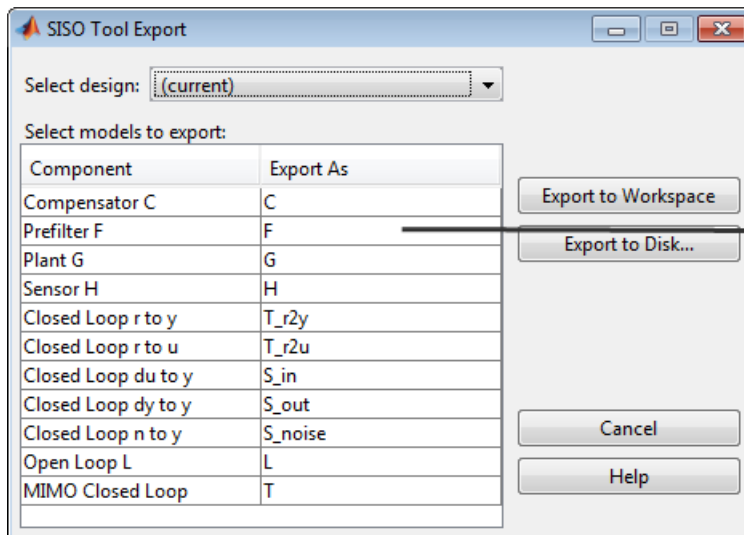 SISO Tool Export
Select design: (current)
Select models to export:
Component Export As
Compensator C C
Prefilter F F
Plant G G
Sensor H H
Closed Loop r to y T_r2y
Closed Loop r to u T_r2u
Closed Loop du to y S_in
Closed Loop dy to y S_out
Closed Loop n to y S_noise
Open Loop L L
MIMO Closed Loop T
Export to Workspace
Export to Disk...
Cancel
Help